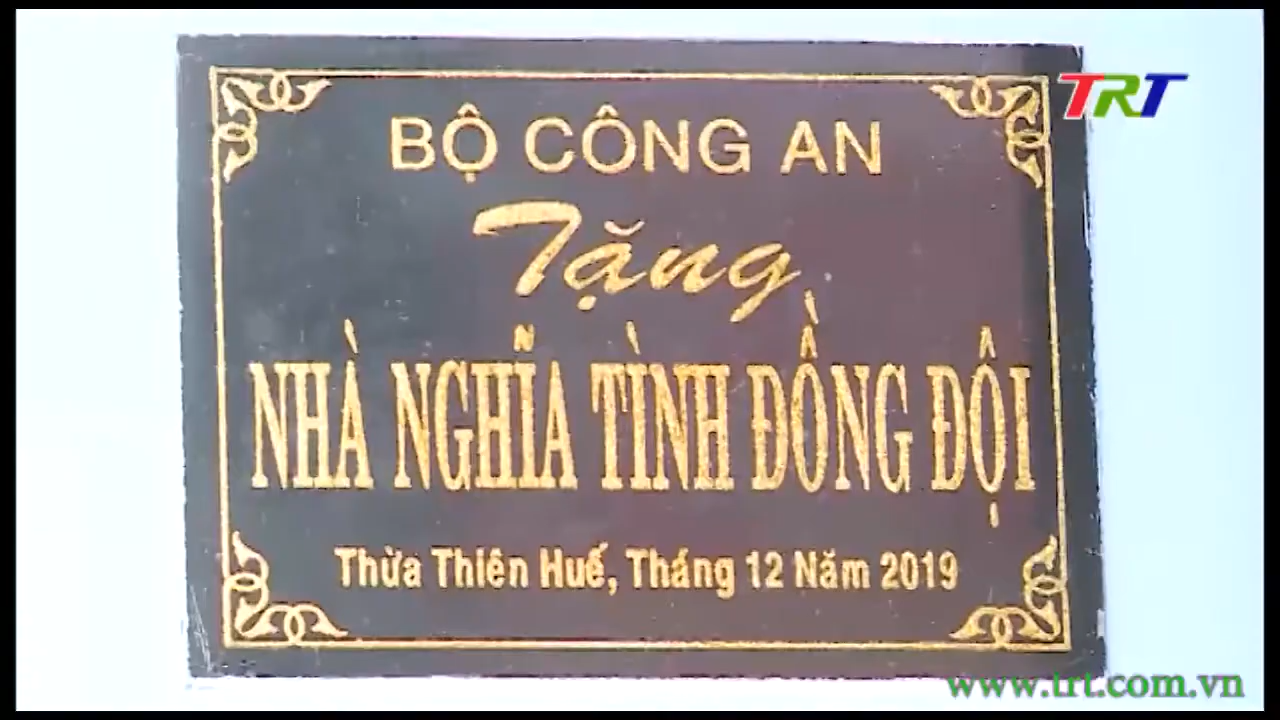 TRT
BỘ CÔNG AN
Tặng
NHÀ NGHĨA TÌNH ĐỒNG ĐỘI
Thừa Thiên Huế, Tháng 12 Năm 2019
www.trt.com.vn